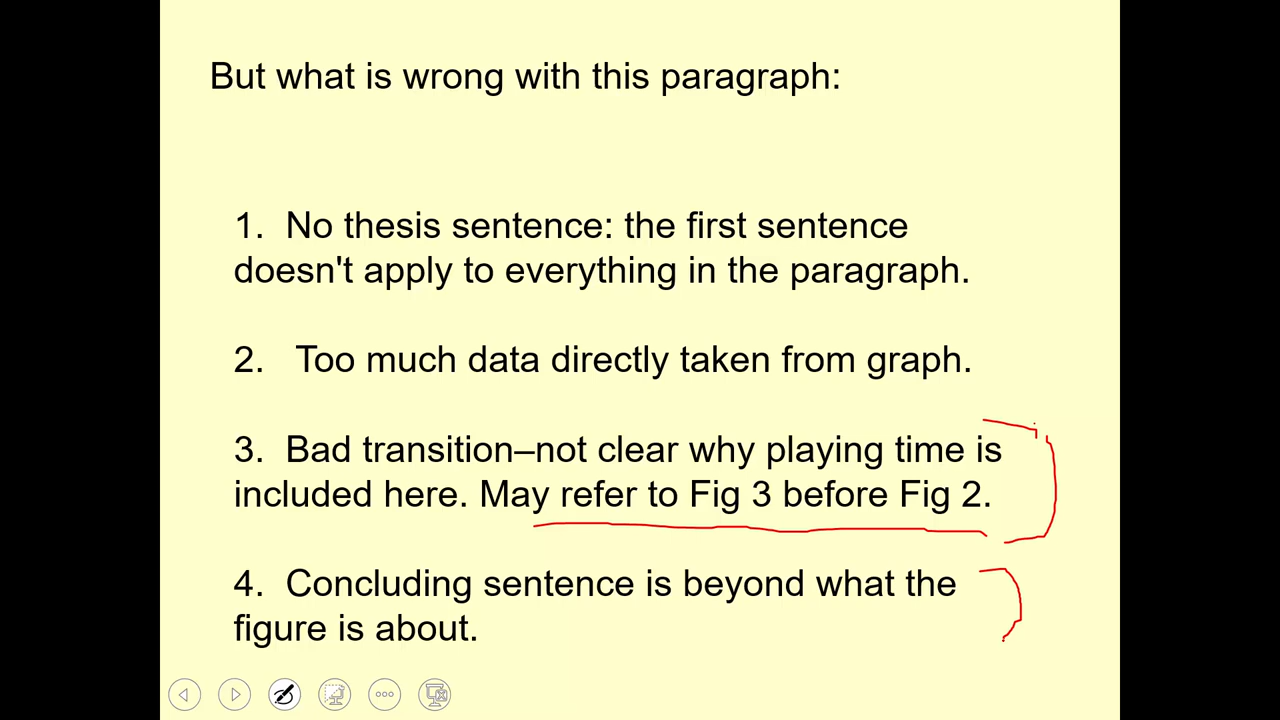 But what is wrong with this paragraph:
1. No thesis sentence: the first sentence
doesn't apply to everything in the paragraph.
2. Too much data directly taken from graph.
3. Bad transition–not clear why playing time is
included here. May refer to Fig 3 before Fig 2.
4. Concluding sentence is beyond what the
figure is about.